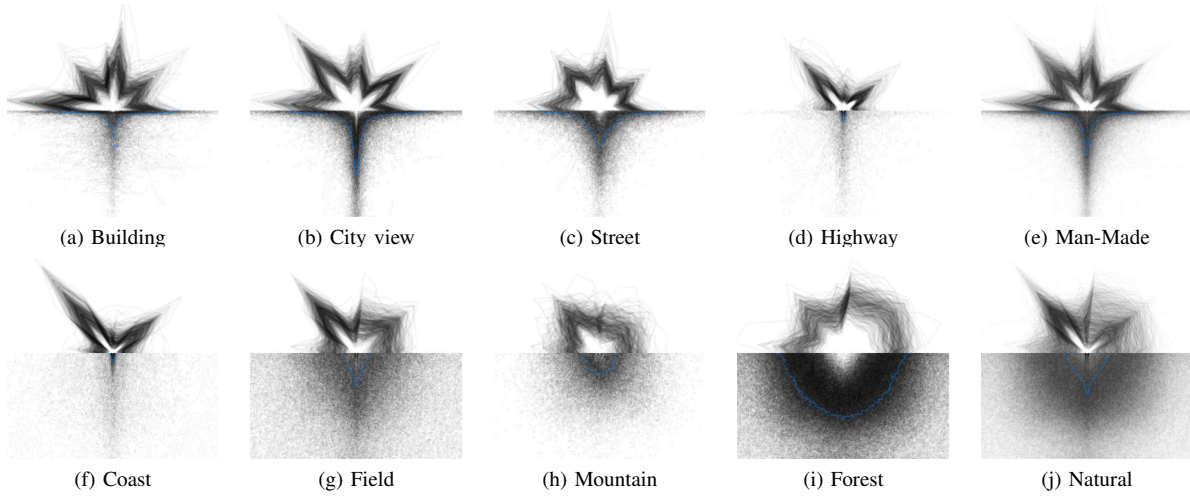 (a) Building
(b) City view
(c) Street
(d) Highway
(e) Man-Made
(f) Coast
(g) Field
(h) Mountain
(i) Forest
(j) Natural